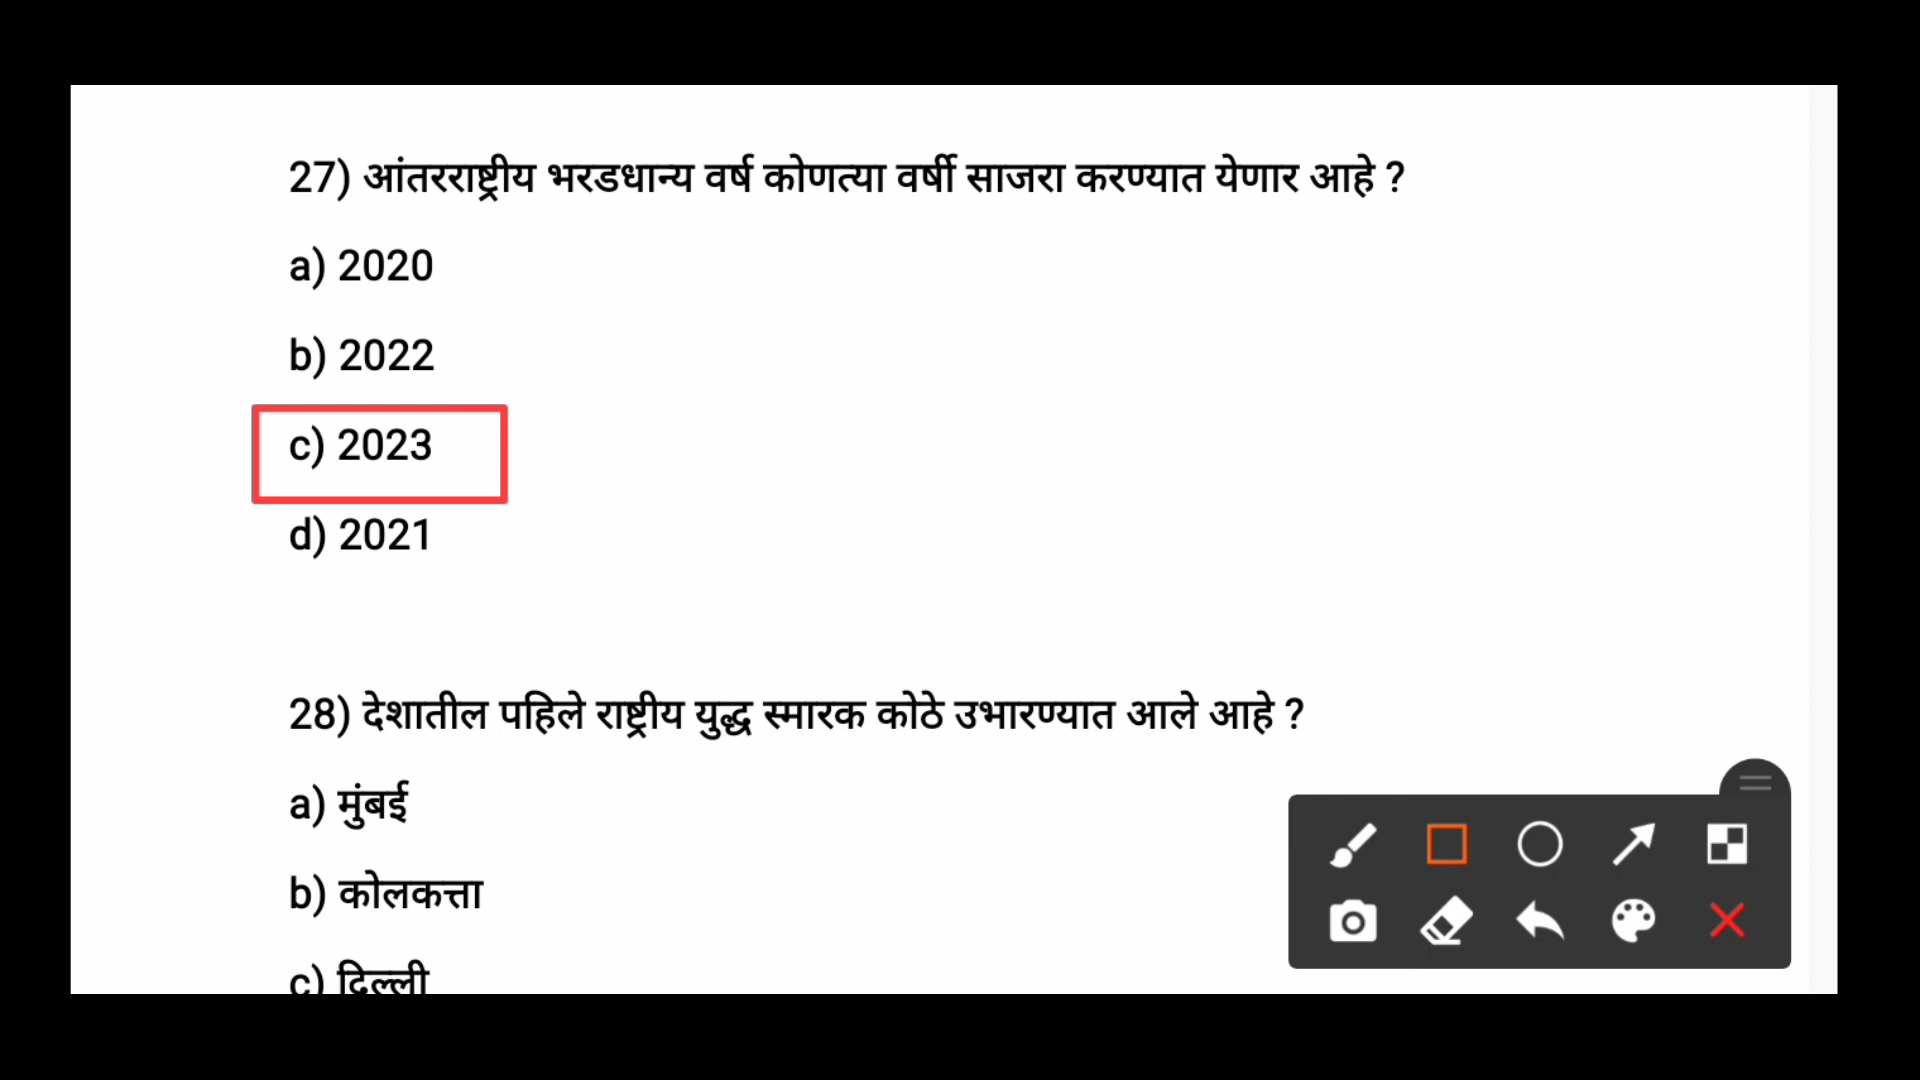 27) आंतरराष्ट्रीय भरडधान्य वर्ष कोणत्या वर्षी साजरा करण्यात येणार आहे ?
a) 2020
b) 2022
c) 2023
d) 2021
28) देशातील पहिले राष्ट्रीय युद्ध स्मारक कोठे उभारण्यात आले आहे ?
a) मुंबई
b) कोलकत्ता
c) दिल्ली